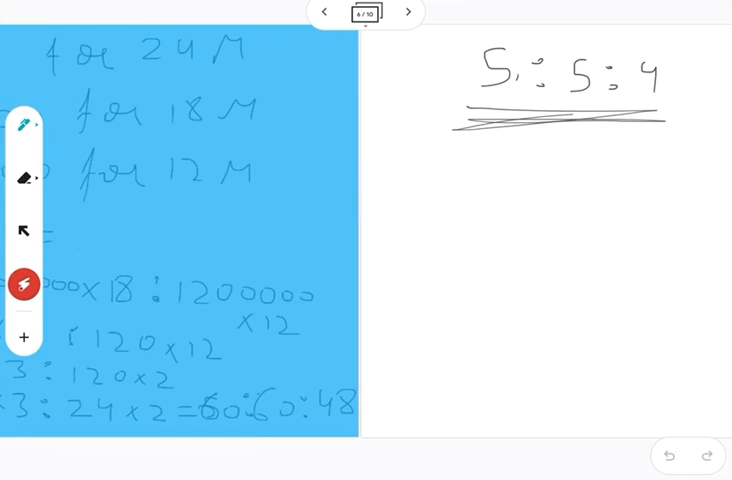 6 / 10
for 24 M
for 18 M
for 12 M
=
000 x 18 : 1200000
x 12
: 120 x 12
3 : 120 x 2
x 3 : 24 x 2 = 60 : 60 : 48
5 : 5 : 4